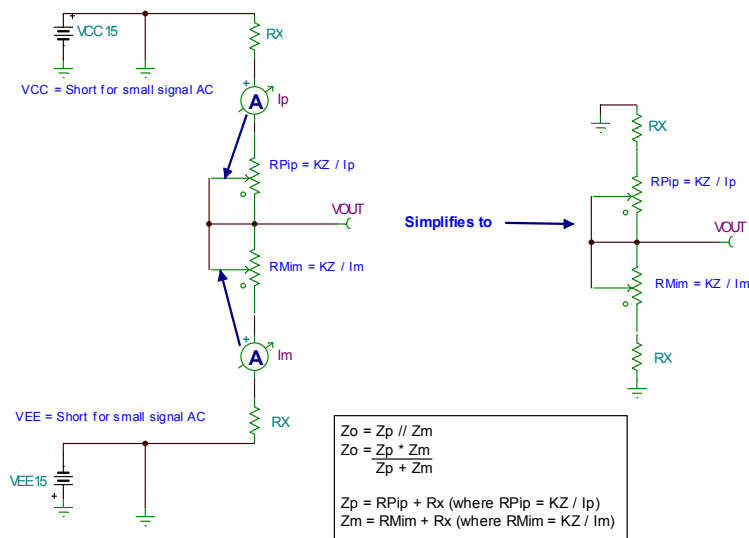 VCC 15
RX
VCC = Short for small signal AC
+
A
Ip
RPip = KZ / Ip
VOUT
RMim = KZ / Im
+
A
Im
VEE = Short for small signal AC
RX
VEE15
+
Simplifies to
RX
RPip = KZ / Ip
VOUT
RMim = KZ / Im
RX
Zo = Zp // Zm
Zo = Zp * Zm
Zp + Zm
Zp = RPip + Rx (where RPip = KZ / Ip)
Zm = RMim + Rx (where RMim = KZ / Im)